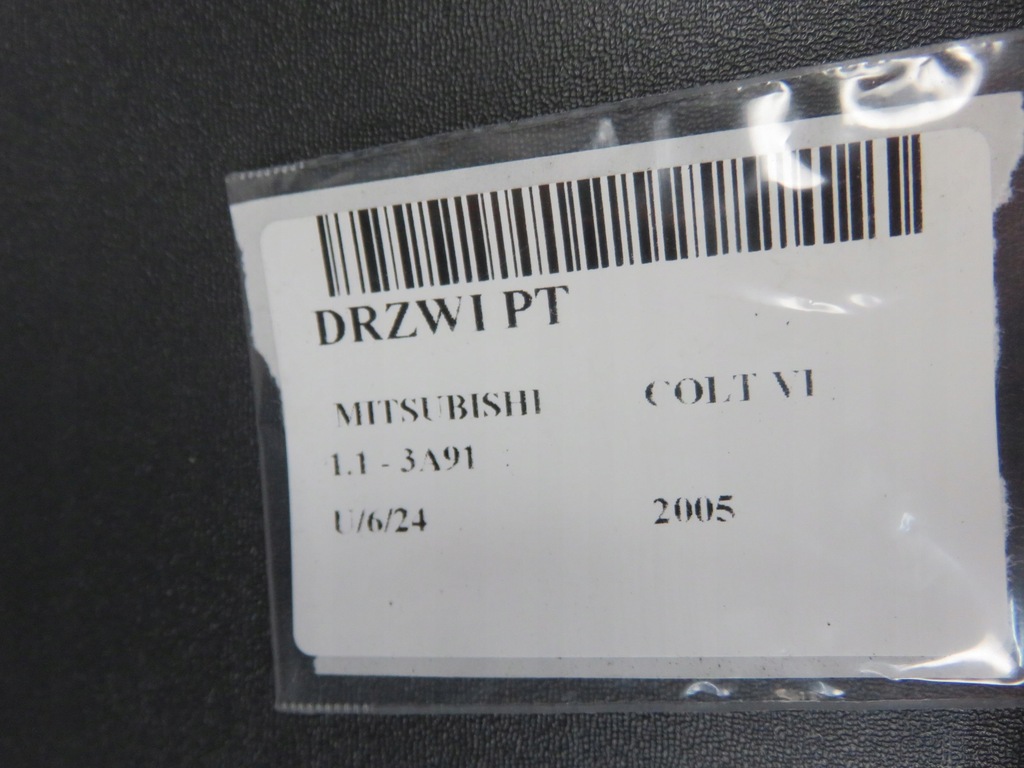 DRZWI PT
MITSUBISHI COLT VI
1.1 - 3A91
U/6/24 2005